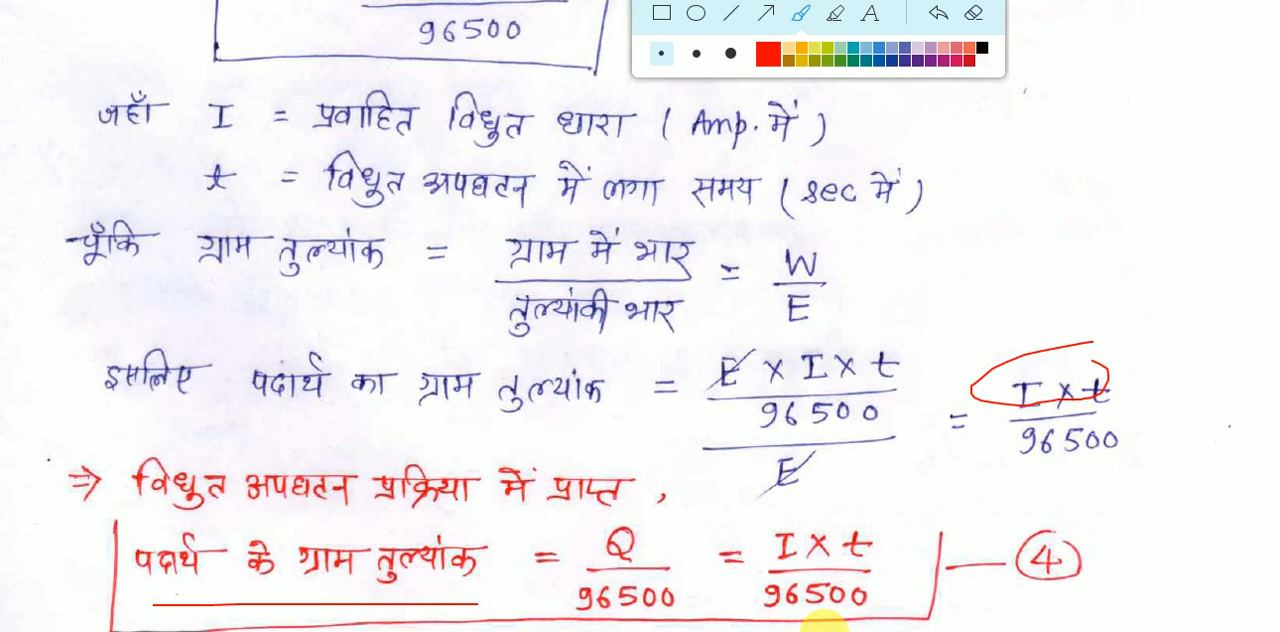 96500
जहाँ I = प्रवाहित विधुत धारा ( Amp. में )
t = विधुत अपघटन में लगा समय ( sec में )
चूँकि ग्राम तुल्यांक = ग्राम में भार / तुल्यांकी भार = W / E
इसलिए पदार्थ का ग्राम तुल्यांक = E × I × t / 96500 / E = I × t / 96500
⇒ विधुत अपघटन प्रक्रिया में प्राप्त ,
पदार्थ के ग्राम तुल्यांक = Q / 96500 = I × t / 96500 — 4